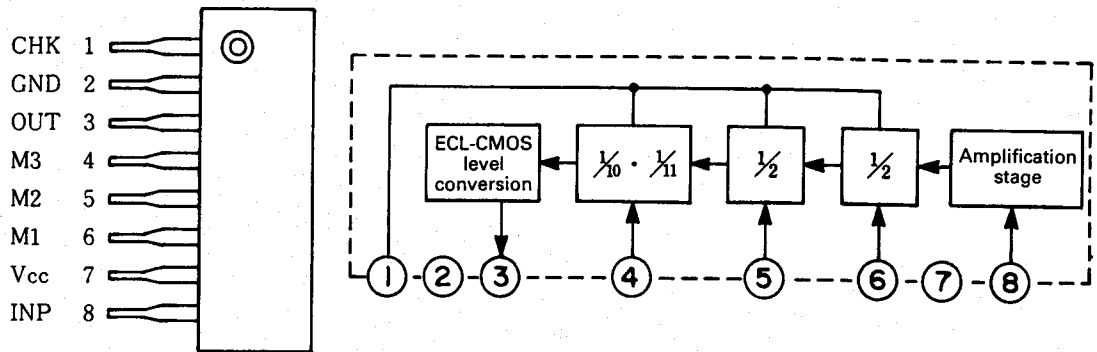 CHK 1
GND 2
OUT 3
M3 4
M2 5
M1 6
Vcc 7
INP 8
ECL-CMOS
level
conversion
1/10 · 1/11
1/2
1/2
Amplification
stage
1 2 3 4 5 6 7 8